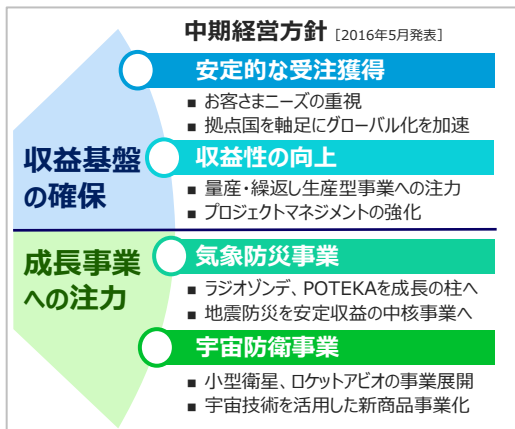 中期経営方針 [2016年5月発表]
安定的な受注獲得
■ お客さまニーズの重視
■ 拠点国を軸足にグローバル化を加速
収益基盤
の確保
収益性の向上
■ 量産・繰返し生産型事業への注力
■ プロジェクトマネジメントの強化
成長事業
への注力
気象防災事業
■ ラジオゾンデ、POTEKAを成長の柱へ
■ 地震防災を安定収益の中核事業へ
宇宙防衛事業
■ 小型衛星、ロケットアビオの事業展開
■ 宇宙技術を活用した新商品事業化